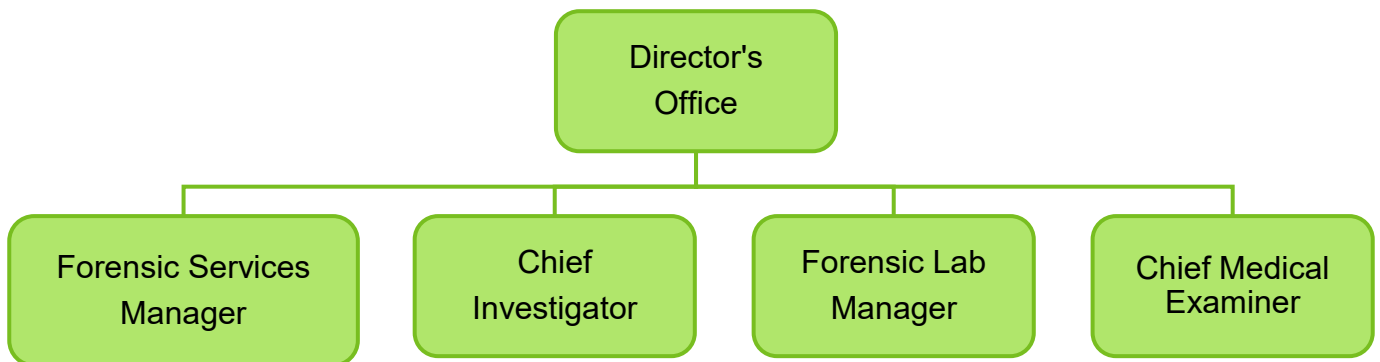 Director's
Office
Forensic Services
Manager
Chief
Investigator
Forensic Lab
Manager
Chief Medical
Examiner